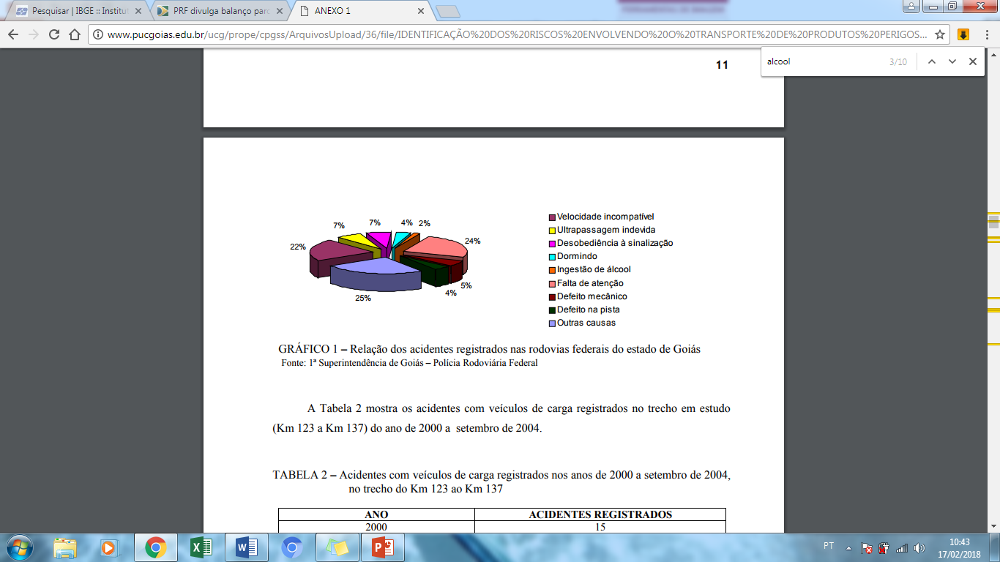 Pesquisar | IBGE :: Institut
PRF divulga balanço parc
ANEXO 1
www.pucgoias.edu.br/ucg/prope/cpgss/ArquivosUpload/36/file/IDENTIFICAÇÃO%20DOS%20RISCOS%20ENVOLVENDO%20O%20TRANSPORTE%20DE%20PRODUTOS%20PERIGOS...
alcool
3/10
11
7%
7%
4%
2%
24%
22%
5%
4%
25%
Velocidade incompatível
Ultrapassagem indevida
Desobediência à sinalização
Dormindo
Ingestão de álcool
Falta de atenção
Defeito mecânico
Defeito na pista
Outras causas
GRÁFICO 1 – Relação dos acidentes registrados nas rodovias federais do estado de Goiás
Fonte: 1ª Superintendência de Goiás – Polícia Rodoviária Federal
A Tabela 2 mostra os acidentes com veículos de carga registrados no trecho em estudo
(Km 123 a Km 137) do ano de 2000 a setembro de 2004.
TABELA 2 – Acidentes com veículos de carga registrados nos anos de 2000 a setembro de 2004,
no trecho do Km 123 ao Km 137
ANO ACIDENTES REGISTRADOS
2000 15
PT
10:43
17/02/2018